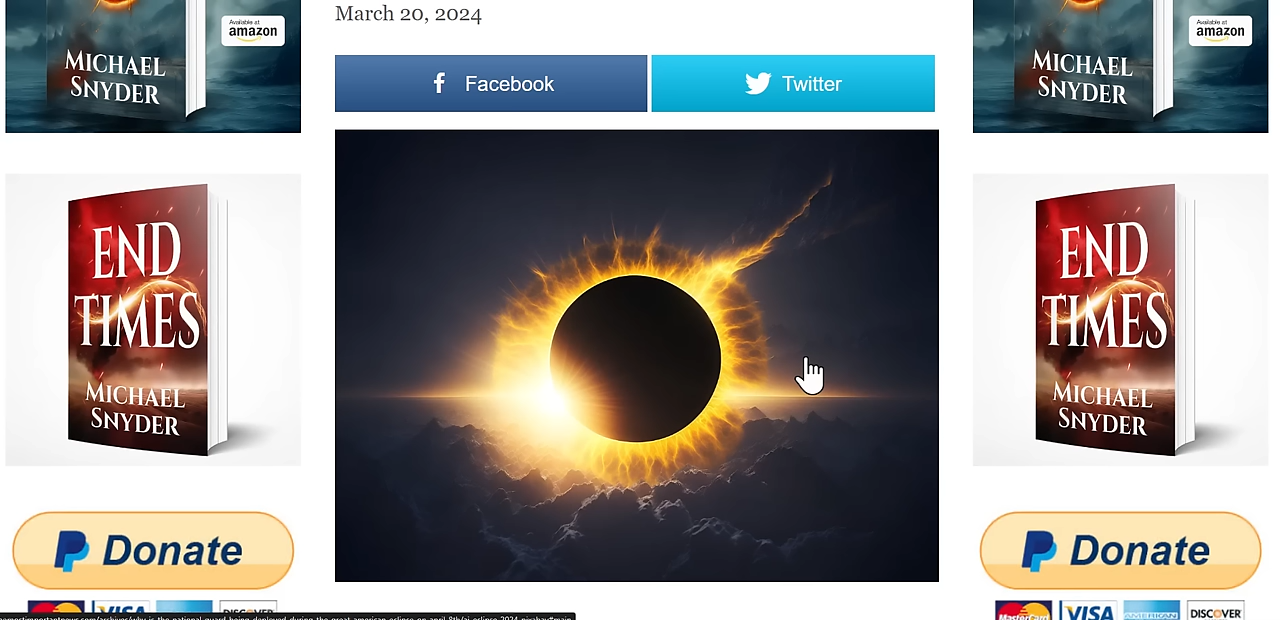 Available at
amazon
MICHAEL
SNYDER
March 20, 2024
Available at
amazon
MICHAEL
SNYDER
Facebook
Twitter
END
TIMES
MICHAEL
SNYDER
END
TIMES
MICHAEL
SNYDER
Donate
Donate
VISA
DISCOVER
MasterCard
VISA
AMERICAN
DISCOVER